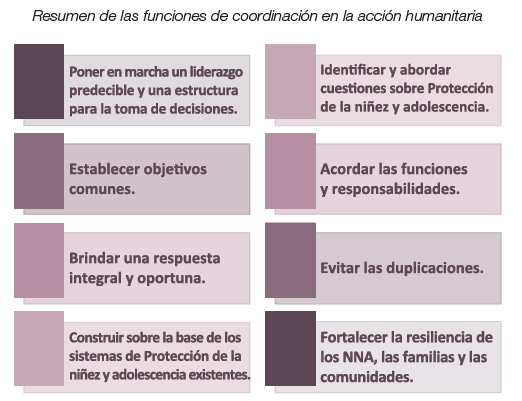 Resumen de las funciones de coordinación en la acción humanitaria
Poner en marcha un liderazgo
predecible y una estructura
para la toma de decisiones.
Establecer objetivos
comunes.
Brindar una respuesta
integral y oportuna.
Construir sobre la base de los
sistemas de Protección de la
niñez y adolescencia existentes.
Identificar y abordar
cuestiones sobre Protección
de la niñez y adolescencia.
Acordar las funciones
y responsabilidades.
Evitar las duplicaciones.
Fortalecer la resiliencia de
los NNA, las familias y las
comunidades.